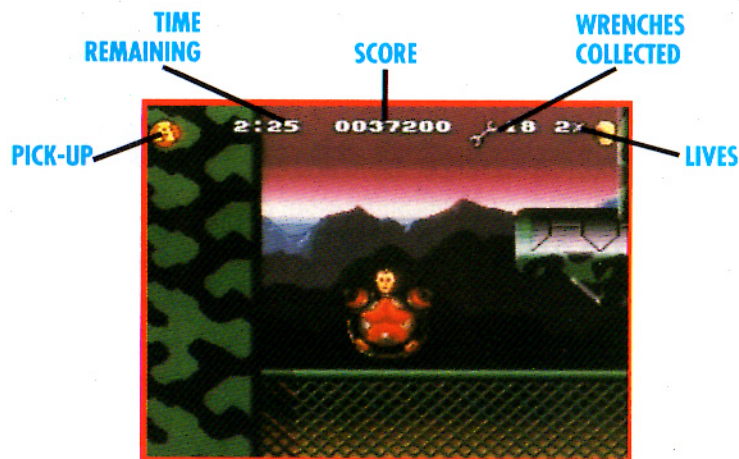 TIME
REMAINING
SCORE
WRENCHES
COLLECTED
2:25 0037200 18 2x
PICK-UP
LIVES